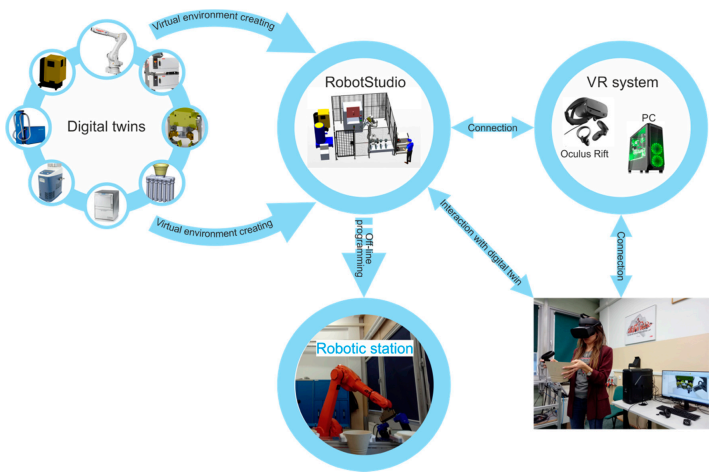 Virtual environment creating
RobotStudio
VR system
PC
Digital twins
Connection
Oculus Rift
Virtual environment creating
Off-line
programming
Interaction with digital twin
Connection
Robotic station